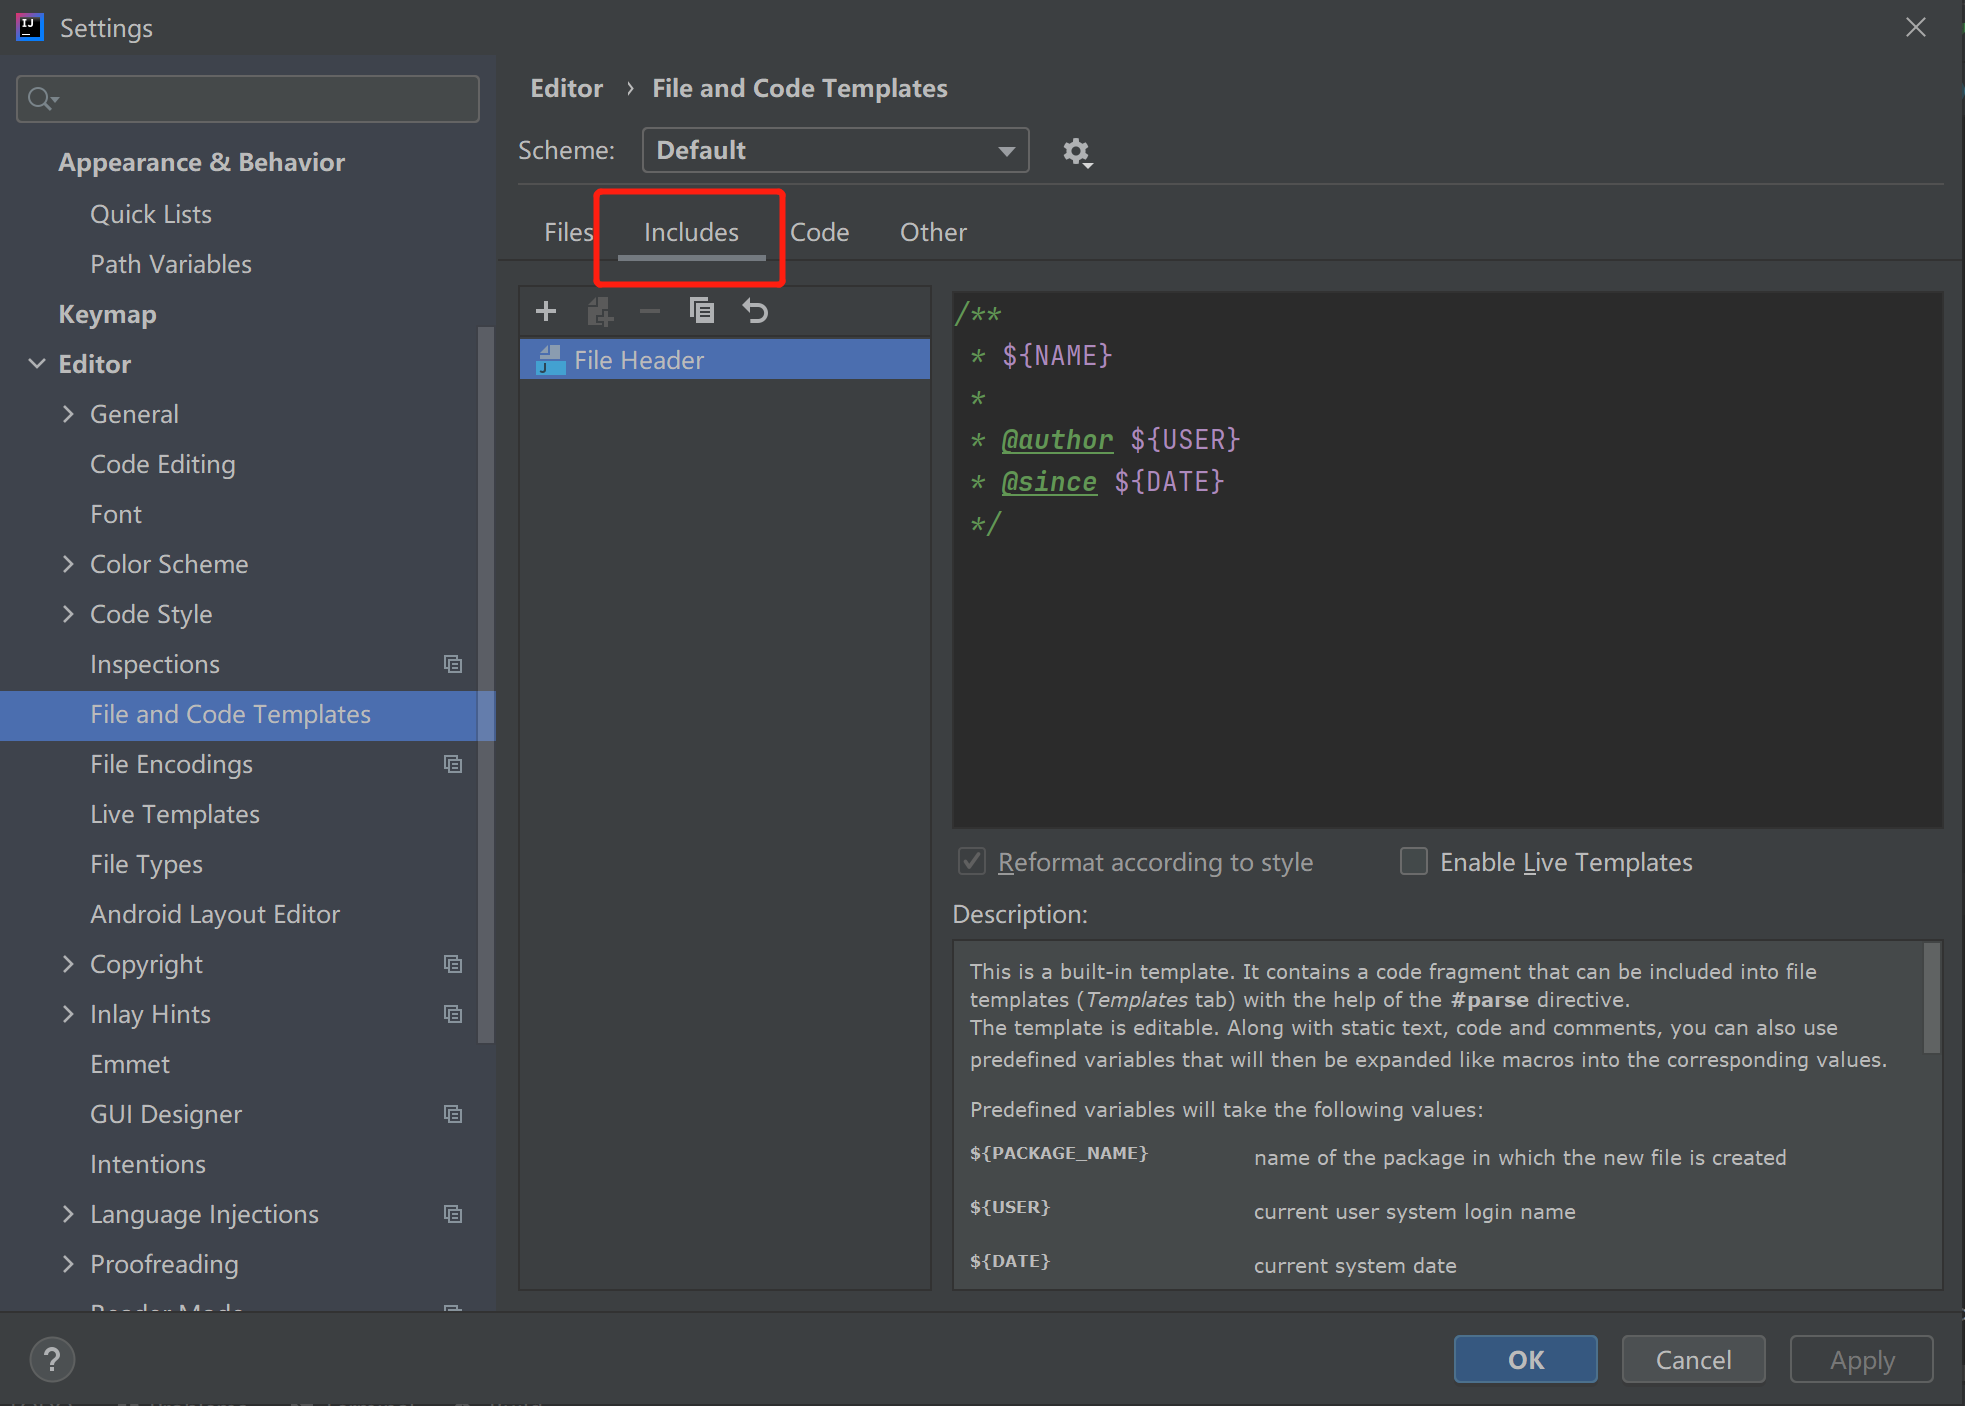 Settings
Appearance & Behavior
Quick Lists
Path Variables
Keymap
Editor
General
Code Editing
Font
Color Scheme
Code Style
Inspections
File and Code Templates
File Encodings
Live Templates
File Types
Android Layout Editor
Copyright
Inlay Hints
Emmet
GUI Designer
Intentions
Language Injections
Proofreading
Reader Mode
Editor › File and Code Templates
Scheme: Default
Files Includes Code Other
File Header
/**
* ${NAME}
*
* @author ${USER}
* @since ${DATE}
*/
Reformat according to style Enable Live Templates
Description:
This is a built-in template. It contains a code fragment that can be included into file
templates (Templates tab) with the help of the #parse directive.
The template is editable. Along with static text, code and comments, you can also use
predefined variables that will then be expanded like macros into the corresponding values.
Predefined variables will take the following values:
${PACKAGE_NAME} name of the package in which the new file is created
${USER} current user system login name
${DATE} current system date
? OK Cancel Apply